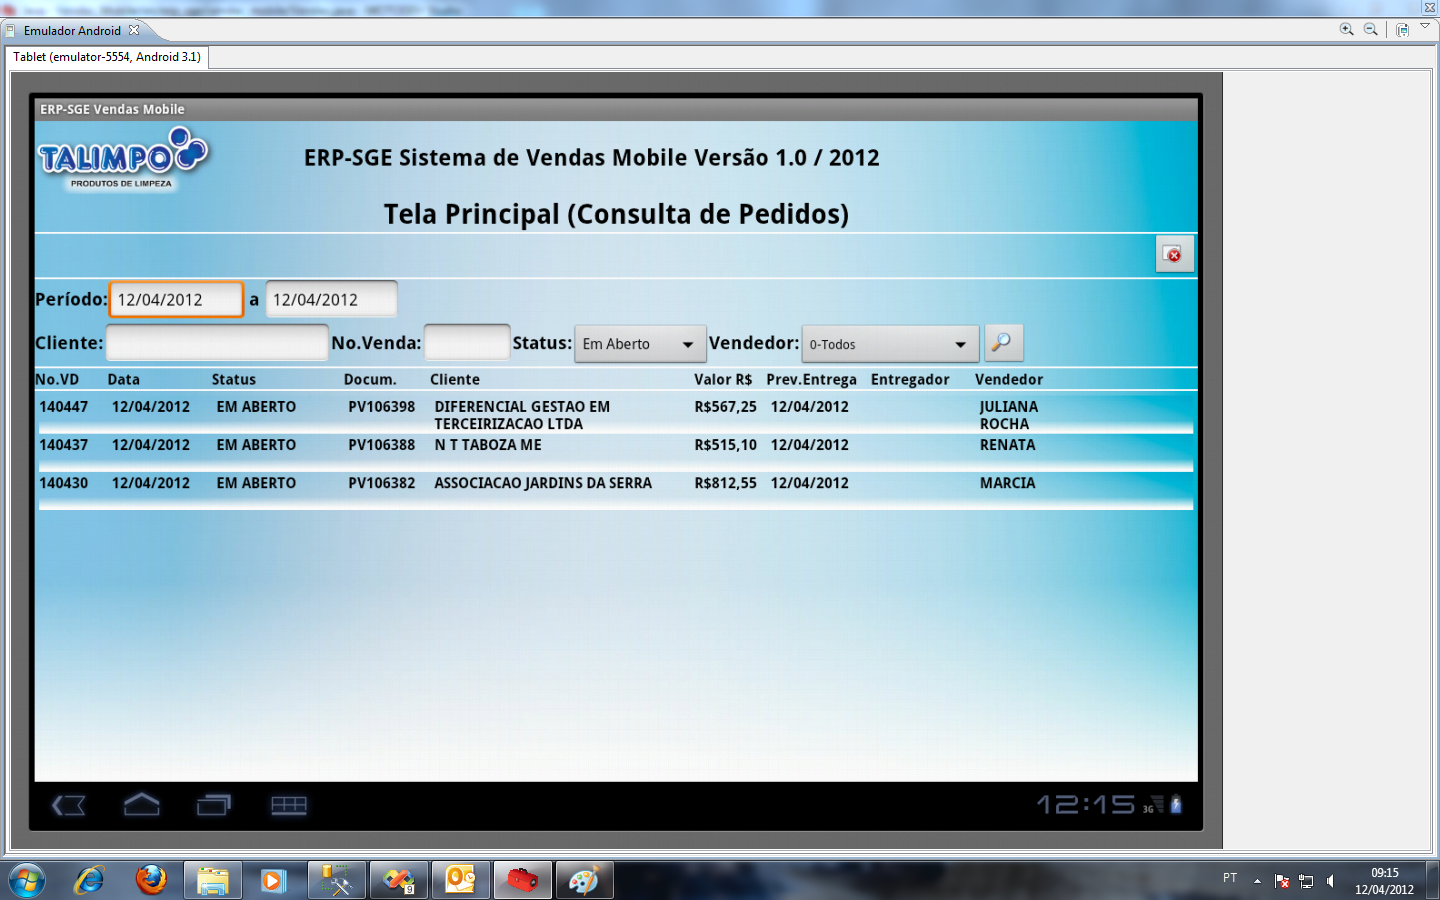 Emulador Android
Tablet (emulator-5554, Android 3.1)
ERP-SGE Vendas Mobile
TALIMPO
PRODUTOS DE LIMPEZA
ERP-SGE Sistema de Vendas Mobile Versão 1.0 / 2012
Tela Principal (Consulta de Pedidos)
Período: 12/04/2012 a 12/04/2012
Cliente: No.Venda: Status: Em Aberto Vendedor: 0-Todos
No.VD Data Status Docum. Cliente Valor R$ Prev.Entrega Entregador Vendedor
140447 12/04/2012 EM ABERTO PV106398 DIFERENCIAL GESTAO EM R$567,25 12/04/2012 JULIANA
TERCEIRIZACAO LTDA ROCHA
140437 12/04/2012 EM ABERTO PV106388 N T TABOZA ME R$515,10 12/04/2012 RENATA
140430 12/04/2012 EM ABERTO PV106382 ASSOCIACAO JARDINS DA SERRA R$812,55 12/04/2012 MARCIA
12:15 3G
9
PT 09:15
12/04/2012